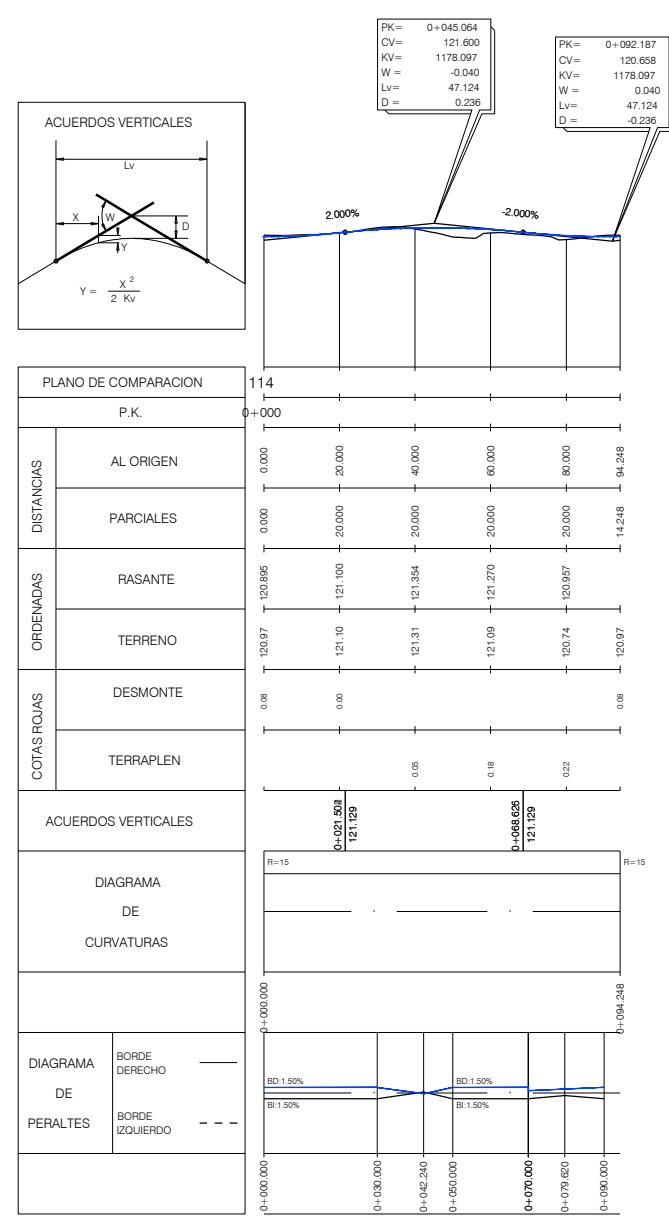 PK= 0+045.064
CV= 121.600
KV= 1178.097
W = -0.040
Lv= 47.124
D = 0.236
PK= 0+092.187
CV= 120.658
KV= 1178.097
W = 0.040
Lv= 47.124
D = -0.236
ACUERDOS VERTICALES
Lv
X
W
D
Y
Y = X 2
2 Kv
2.000%
-2.000%
PLANO DE COMPARACION 114
P.K. 0+000
DISTANCIAS
AL ORIGEN 0.000 20.000 40.000 60.000 80.000 94.248
PARCIALES 0.000 20.000 20.000 20.000 20.000 14.248
ORDENADAS
RASANTE 120.895 121.100 121.354 121.270 120.957
TERRENO 120.97 121.10 121.31 121.09 120.74 120.97
COTAS ROJAS
DESMONTE 0.08 0.00 0.08
TERRAPLEN 0.05 0.18 0.22
ACUERDOS VERTICALES
121.129
0+068.626
121.129
DIAGRAMA
DE
CURVATURAS
R=15
R=15
0+000.000
0+094.248
DIAGRAMA
DE
PERALTES
BORDE
DERECHO
BORDE
IZQUIERDO
BD:1.50%
BI:1.50%
BD:1.50%
BI:1.50%
0+000.000
0+030.000
0+042.240
0+050.000
0+070.000
0+079.620
0+090.000